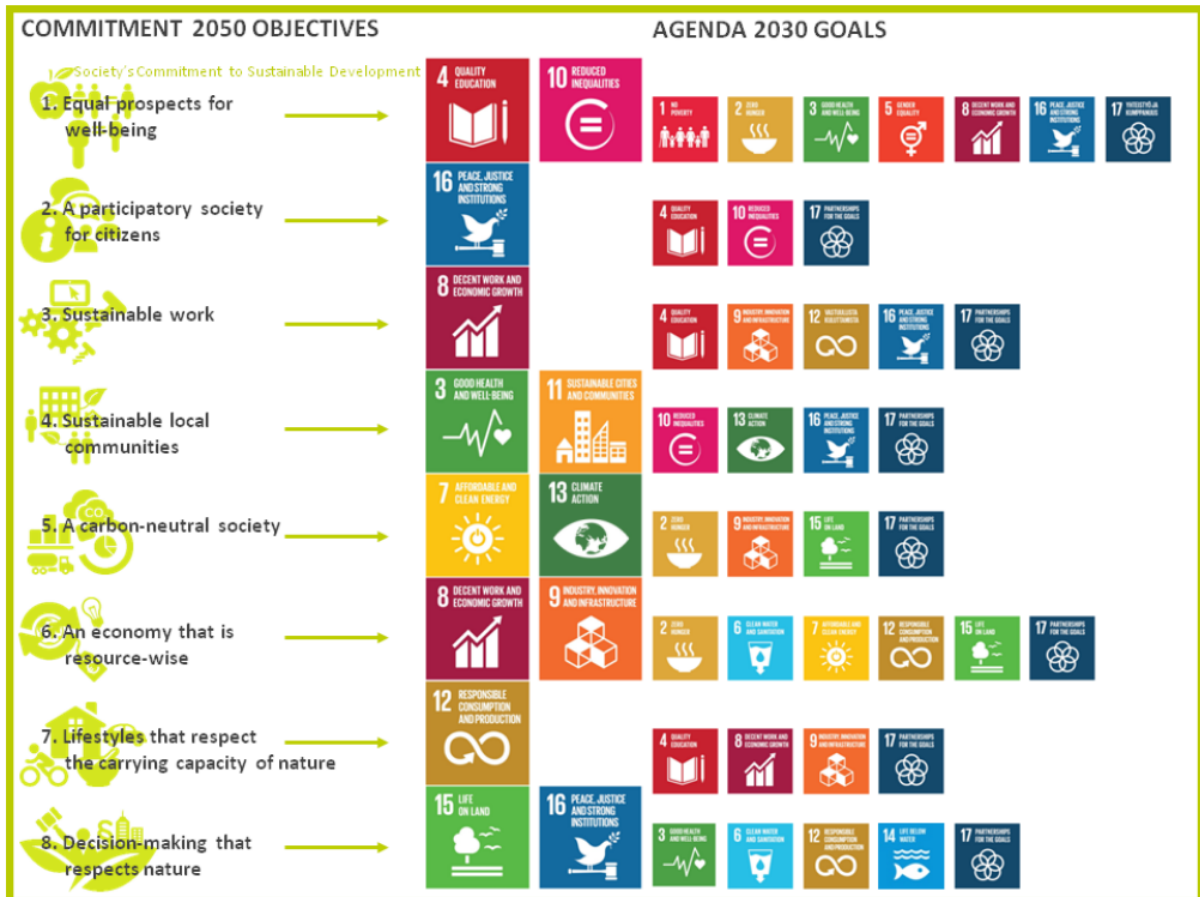 COMMITMENT 2050 OBJECTIVES
AGENDA 2030 GOALS
Society's Commitment to Sustainable Development
1. Equal prospects for
well-being
4 QUALITY
EDUCATION
10 REDUCED
INEQUALITIES
1 NO
POVERTY
2 ZERO
HUNGER
3 GOOD HEALTH
AND WELL-BEING
5 GENDER
EQUALITY
8 DECENT WORK AND
ECONOMIC GROWTH
16 PEACE, JUSTICE
AND STRONG
INSTITUTIONS
17 YHTEISTYÖ JA
KUMPPANUUS
2. A participatory society
for citizens
i
16 PEACE, JUSTICE
AND STRONG
INSTITUTIONS
4 QUALITY
EDUCATION
10 REDUCED
INEQUALITIES
17 PARTNERSHIPS
FOR THE GOALS
3. Sustainable work
8 DECENT WORK AND
ECONOMIC GROWTH
4 QUALITY
EDUCATION
9 INDUSTRY, INNOVATION
AND INFRASTRUCTURE
12 VASTUULLISTA
KULUTTAMISTA
16 PEACE, JUSTICE
AND STRONG
INSTITUTIONS
17 PARTNERSHIPS
FOR THE GOALS
4. Sustainable local
communities
3 GOOD HEALTH
AND WELL-BEING
11 SUSTAINABLE CITIES
AND COMMUNITIES
10 REDUCED
INEQUALITIES
13 CLIMATE
ACTION
16 PEACE, JUSTICE
AND STRONG
INSTITUTIONS
17 PARTNERSHIPS
FOR THE GOALS
CO₂
5. A carbon-neutral society
7 AFFORDABLE AND
CLEAN ENERGY
13 CLIMATE
ACTION
2 ZERO
HUNGER
9 INDUSTRY, INNOVATION
AND INFRASTRUCTURE
15 LIFE
ON LAND
17 PARTNERSHIPS
FOR THE GOALS
6. An economy that is
resource-wise
8 DECENT WORK AND
ECONOMIC GROWTH
9 INDUSTRY, INNOVATION
AND INFRASTRUCTURE
2 ZERO
HUNGER
6 CLEAN WATER
AND SANITATION
7 AFFORDABLE AND
CLEAN ENERGY
12 RESPONSIBLE
CONSUMPTION
AND PRODUCTION
15 LIFE
ON LAND
17 PARTNERSHIPS
FOR THE GOALS
7. Lifestyles that respect
the carrying capacity of nature
12 RESPONSIBLE
CONSUMPTION
AND PRODUCTION
4 QUALITY
EDUCATION
8 DECENT WORK AND
ECONOMIC GROWTH
9 INDUSTRY, INNOVATION
AND INFRASTRUCTURE
17 PARTNERSHIPS
FOR THE GOALS
8. Decision-making that
respects nature
15 LIFE
ON LAND
16 PEACE, JUSTICE
AND STRONG
INSTITUTIONS
3 GOOD HEALTH
AND WELL-BEING
6 CLEAN WATER
AND SANITATION
12 RESPONSIBLE
CONSUMPTION
AND PRODUCTION
14 LIFE BELOW
WATER
17 PARTNERSHIPS
FOR THE GOALS